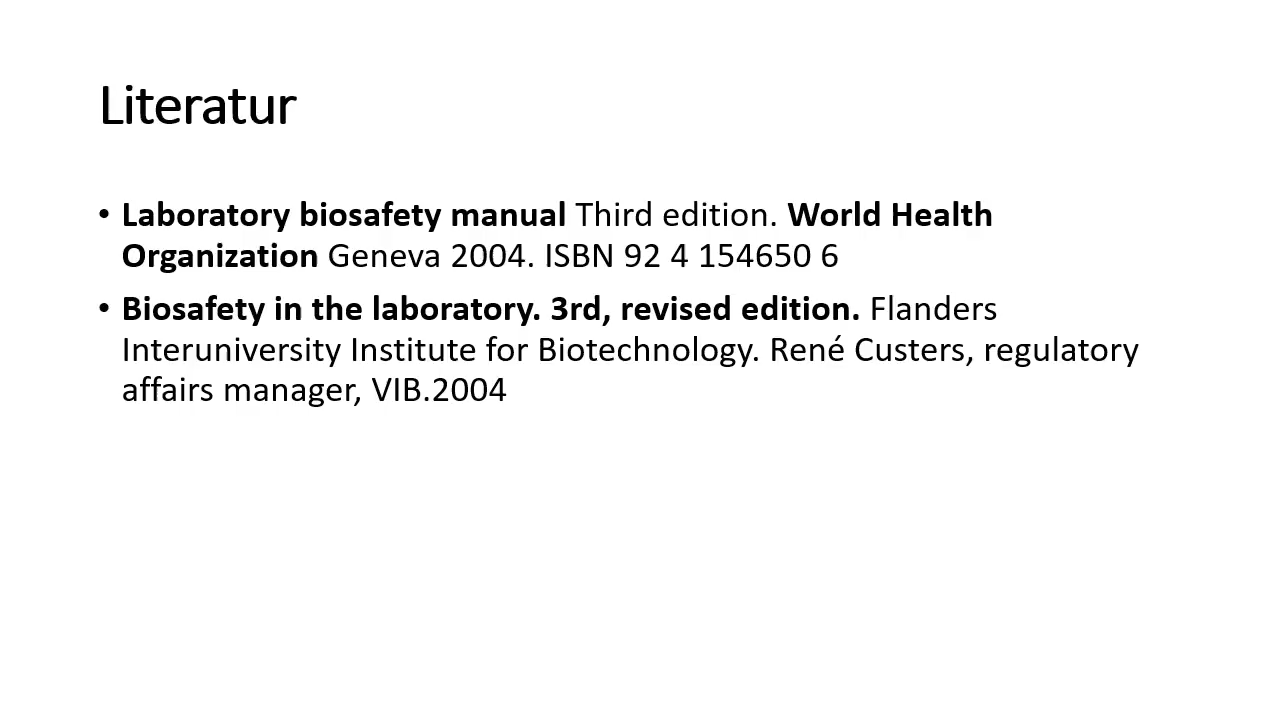 Literatur
• Laboratory biosafety manual Third edition. World Health
Organization Geneva 2004. ISBN 92 4 154650 6
• Biosafety in the laboratory. 3rd, revised edition. Flanders
Interuniversity Institute for Biotechnology. René Custers, regulatory
affairs manager, VIB.2004